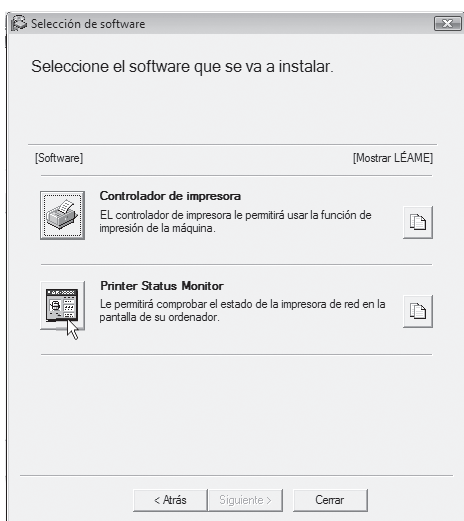 Selección de software
Seleccione el software que se va a instalar.
[Software] [Mostrar LÉAME]
Controlador de impresora
EL controlador de impresora le permitirá usar la función de
impresión de la máquina.
Printer Status Monitor
Le permitirá comprobar el estado de la impresora de red en la
pantalla de su ordenador.
< Atrás Siguiente > Cerrar